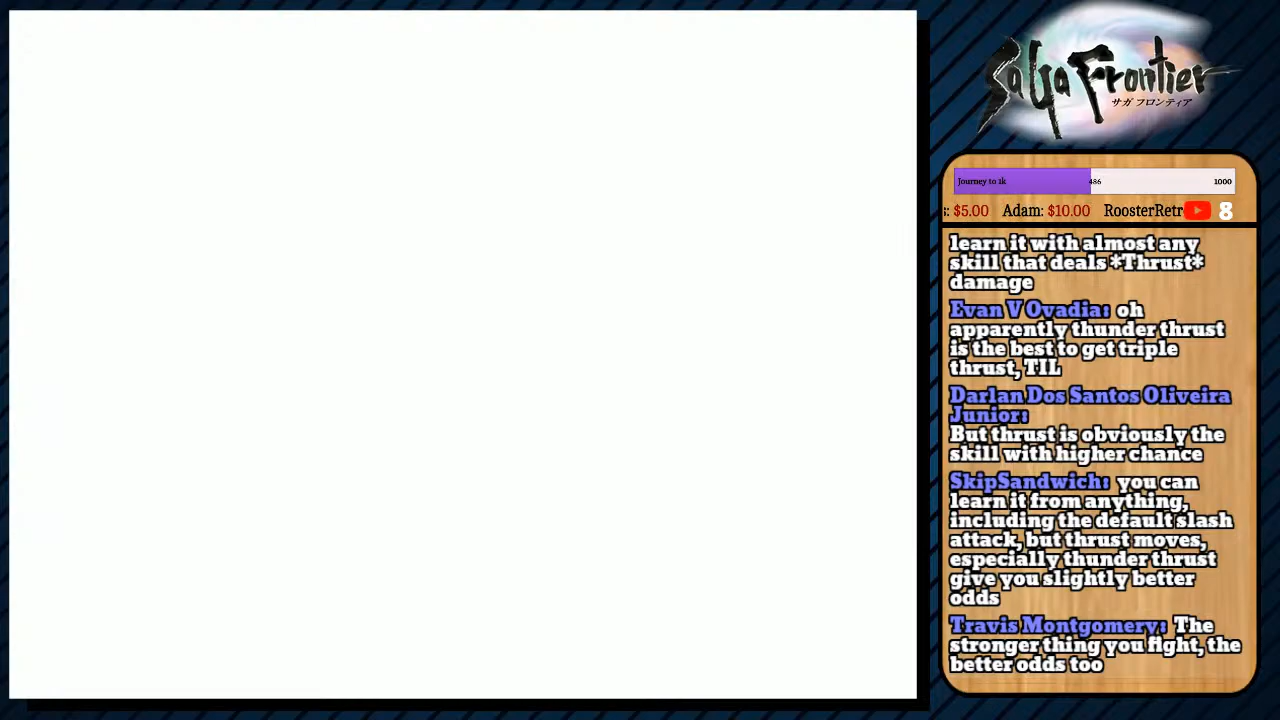 SaGa Frontier
サガ フロンティア
Journey to 1k 486 1000
: $5.00 Adam: $10.00 RoosterRetr 8
learn it with almost any
skill that deals *Thrust*
damage
Evan V Ovadia: oh
apparently thunder thrust
is the best to get triple
thrust, TIL
Darlan Dos Santos Oliveira
Junior:
But thrust is obviously the
skill with higher chance
SkipSandwich: you can
learn it from anything,
including the default slash
attack, but thrust moves,
especially thunder thrust
give you slightly better
odds
Travis Montgomery: The
stronger thing you fight, the
better odds too